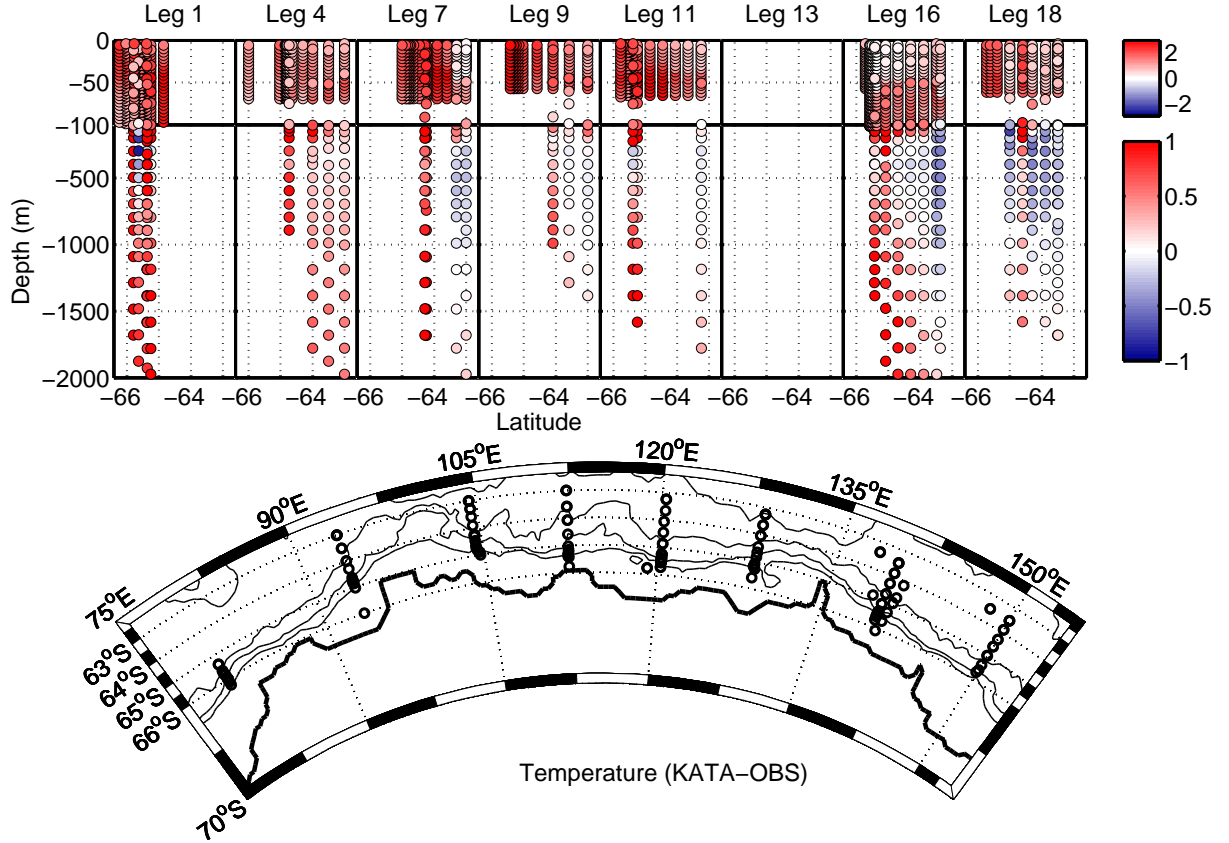 Leg 1 Leg 4 Leg 7 Leg 9 Leg 11 Leg 13 Leg 16 Leg 18
0
−50
−100
−500
−1000
−1500
−2000
Depth (m)
2
0
−2
1
0.5
0
−0.5
−1
−66 −64 −66 −64 −66 −64 −66 −64 −66 −64 −66 −64 −66 −64 −66 −64
Latitude
75°E
90°E
105°E
120°E
135°E
150°E
63°S
64°S
65°S
66°S
70°S
Temperature (KATA−OBS)